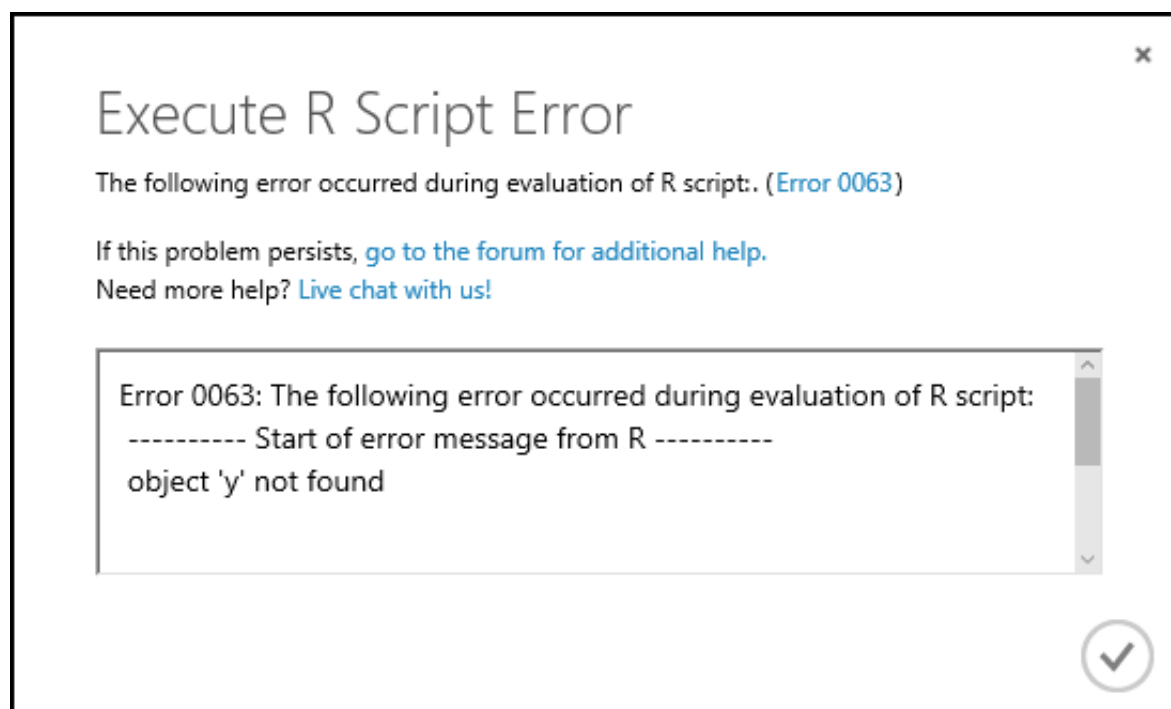 Execute R Script Error
The following error occurred during evaluation of R script:. (Error 0063)
If this problem persists, go to the forum for additional help.
Need more help? Live chat with us!
Error 0063: The following error occurred during evaluation of R script:
---------- Start of error message from R ----------
object 'y' not found